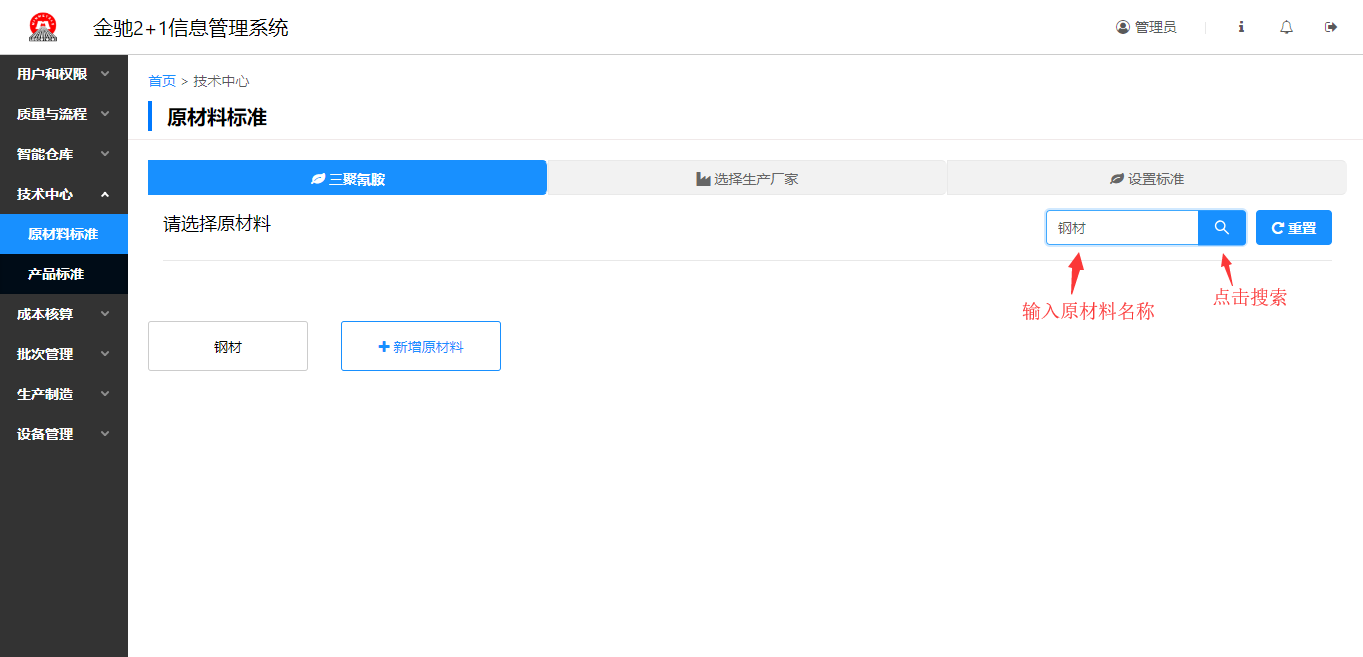 金驰2+1信息管理系统
管理员
用户和权限
质量与流程
智能仓库
技术中心
原材料标准
产品标准
成本核算
批次管理
生产制造
设备管理
首页 > 技术中心
原材料标准
三聚氰胺
选择生产厂家
设置标准
请选择原材料
钢材
重置
输入原材料名称
点击搜索
钢材
新增原材料